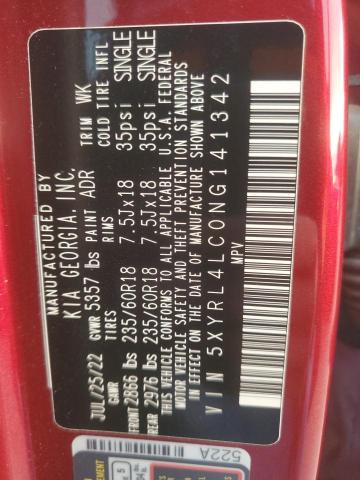 MANUFACTURED BY
KIA GEORGIA, INC.
JUL/25/22 GVWR 5357 lbs PAINT ADR TRIM WK
GAWR TIRES RIMS COLD TIRE INFL
FRONT 2866 lbs 235/60R18 7.5Jx18 35psi SINGLE
REAR 2976 lbs 235/60R18 7.5Jx18 35psi SINGLE
THIS VEHICLE CONFORMS TO ALL APPLICABLE U.S.A. FEDERAL
MOTOR VEHICLE SAFETY AND THEFT PREVENTION STANDARDS
IN EFFECT ON THE DATE OF MANUFACTURE SHOWN ABOVE
VIN 5XYRL4LC0NG141342
MPV
522A